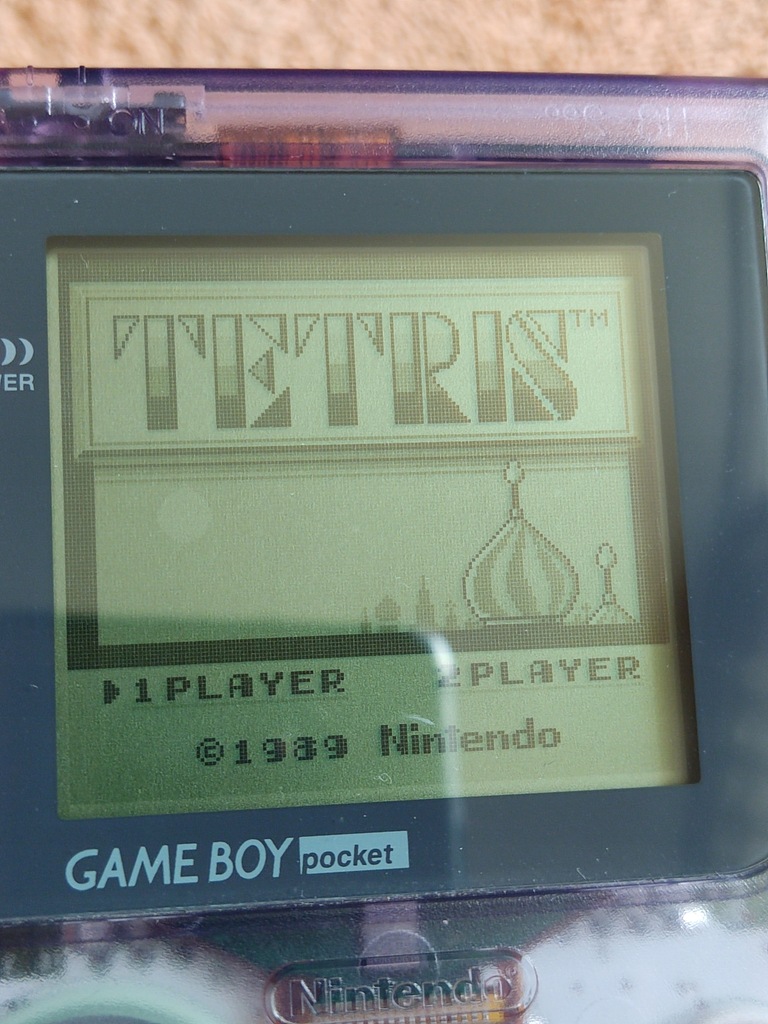 ON
TETRIS™
1PLAYER 2PLAYER
©1989 Nintendo
GAME BOY pocket
Nintendo